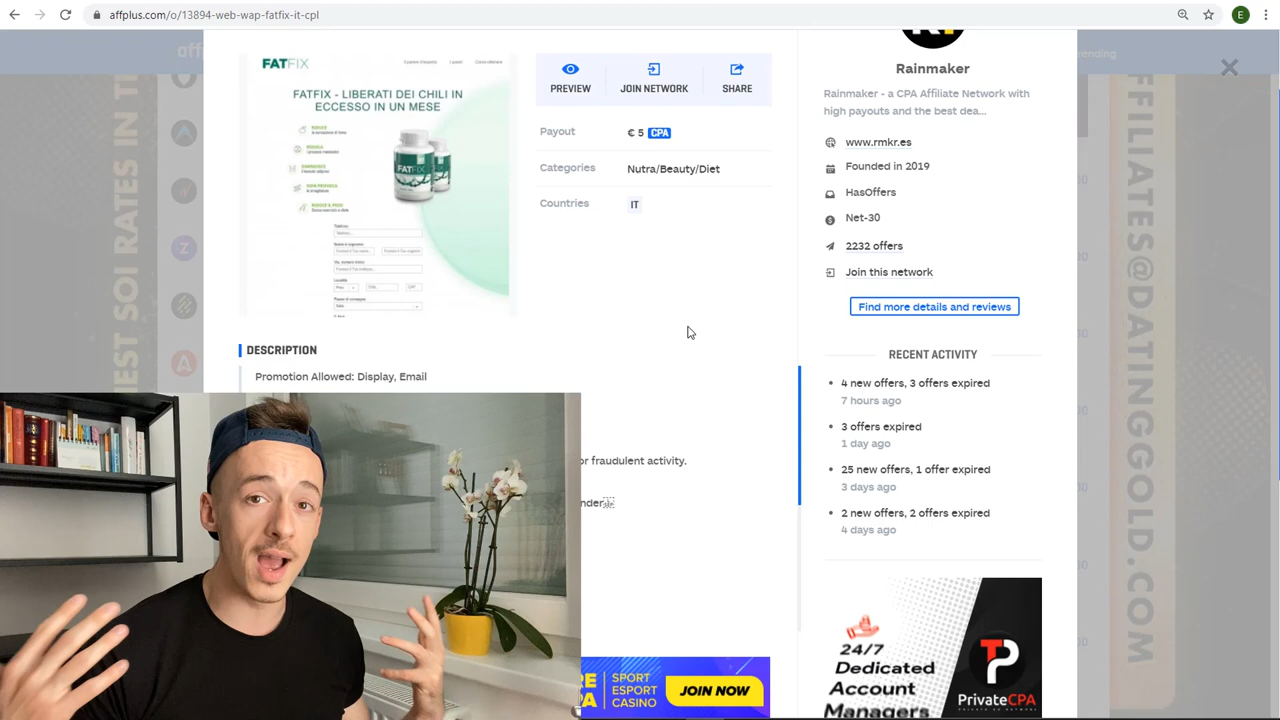 affplus.com/o/13894-web-wap-fatfix-it-cpl
E
aff
trending
FATFIX
FATFIX - LIBERATI DEI CHILI IN
ECCESSO IN UN MESE
FATFIX
PREVIEW
JOIN NETWORK
SHARE
Payout
€ 5 CPA
Categories
Nutra/Beauty/Diet
Countries
IT
DESCRIPTION
Promotion Allowed: Display, Email
or fraudulent activity.
SPORT
ESPORT
CASINO
JOIN NOW
Rainmaker
Rainmaker - a CPA Affiliate Network with
high payouts and the best dea...
www.rmkr.es
Founded in 2019
HasOffers
Net-30
2232 offers
Join this network
Find more details and reviews
RECENT ACTIVITY
4 new offers, 3 offers expired
7 hours ago
3 offers expired
1 day ago
25 new offers, 1 offer expired
3 days ago
2 new offers, 2 offers expired
4 days ago
24/7
Dedicated
Account
Managers
PrivateCPA